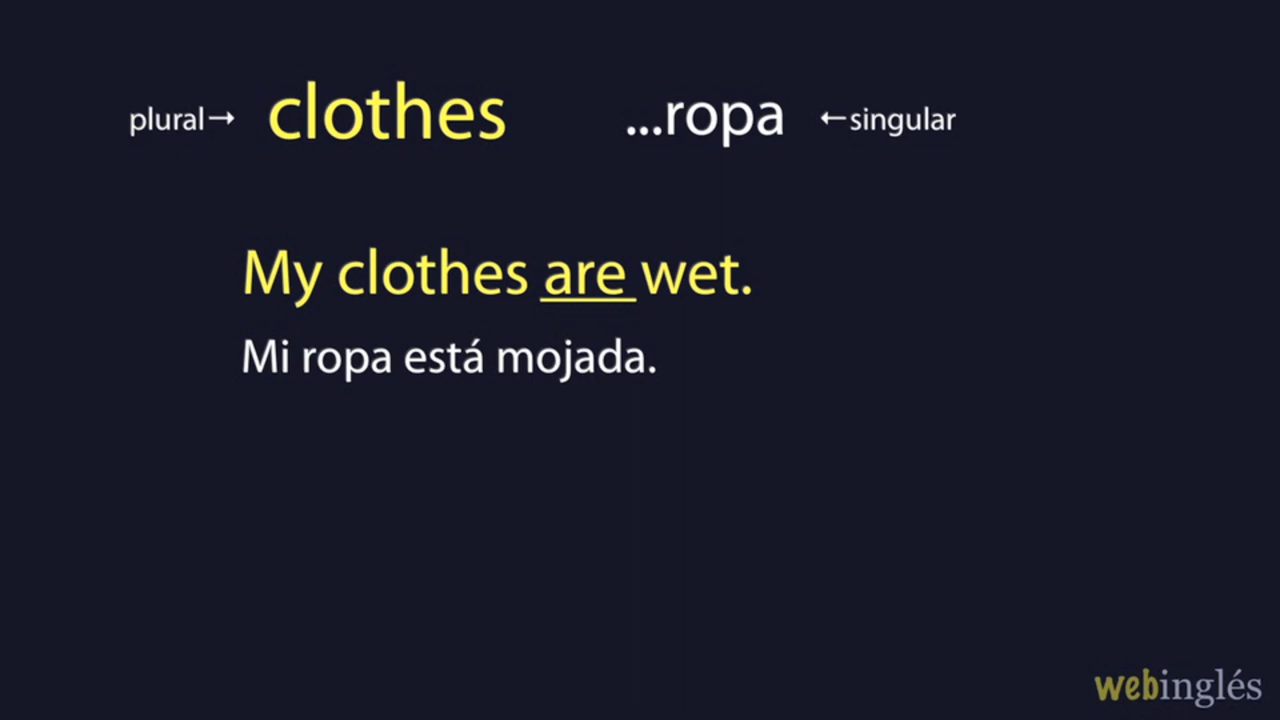 plural→ clothes ...ropa ←singular
My clothes are wet.
Mi ropa está mojada.
webinglés